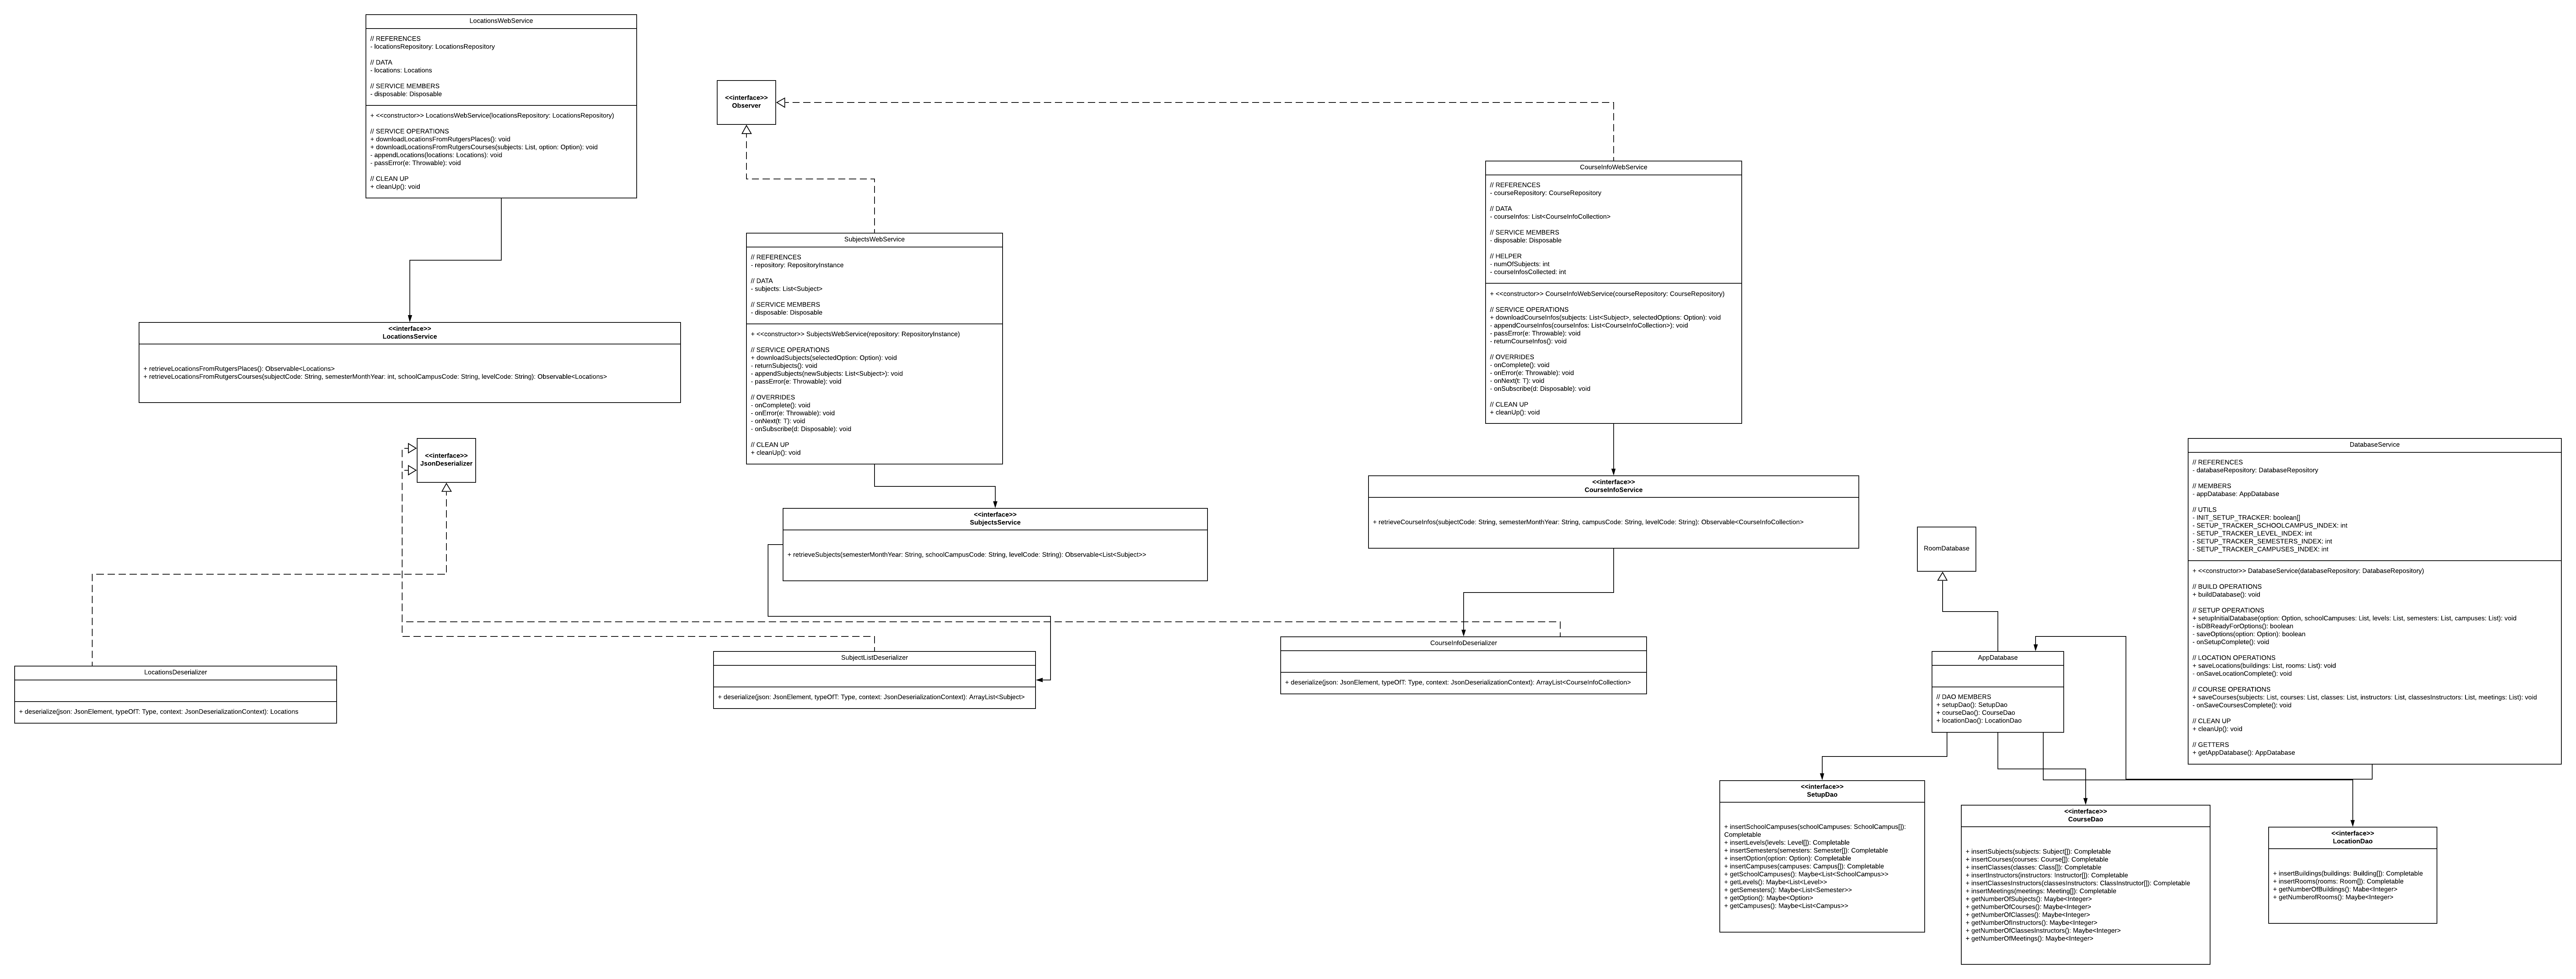 LocationsWebService
// REFERENCES
- locationsRepository: LocationsRepository
// DATA
- locations: Locations
// SERVICE MEMBERS
- disposable: Disposable
+ <<constructor>> LocationsWebService(locationsRepository: LocationsRepository)
// SERVICE OPERATIONS
+ downloadLocationsFromRutgersPlaces(): void
+ downloadLocationsFromRutgersCourses(subjects: List, option: Option): void
- appendLocations(locations: Locations): void
- passError(e: Throwable): void
// CLEAN UP
+ cleanUp(): void
<<interface>>
Observer
CourseInfoWebService
// REFERENCES
- courseRepository: CourseRepository
// DATA
- courseInfos: List<CourseInfoCollection>
// SERVICE MEMBERS
- disposable: Disposable
// HELPER
- numOfSubjects: int
- courseInfosCollected: int
+ <<constructor>> CourseInfoWebService(courseRepository: CourseRepository)
// SERVICE OPERATIONS
+ downloadCourseInfos(subjects: List<Subject>, selectedOptions: Option): void
- appendCourseInfos(courseInfos: List<CourseInfoCollection>): void
- passError(e: Throwable): void
- returnCourseInfos(): void
// OVERRIDES
- onComplete(): void
- onError(e: Throwable): void
- onNext(t: T): void
- onSubscribe(d: Disposable): void
// CLEAN UP
+ cleanUp(): void
SubjectsWebService
// REFERENCES
- repository: RepositoryInstance
// DATA
- subjects: List<Subject>
// SERVICE MEMBERS
- disposable: Disposable
+ <<constructor>> SubjectsWebService(repository: RepositoryInstance)
// SERVICE OPERATIONS
+ downloadSubjects(selectedOption: Option): void
- returnSubjects(): void
- appendSubjects(newSubjects: List<Subject>): void
- passError(e: Throwable): void
// OVERRIDES
- onComplete(): void
- onError(e: Throwable): void
- onNext(t: T): void
- onSubscribe(d: Disposable): void
// CLEAN UP
+ cleanUp(): void
<<interface>>
LocationsService
+ retrieveLocationsFromRutgersPlaces(): Observable<Locations>
+ retrieveLocationsFromRutgersCourses(subjectCode: String, semesterMonthYear: int, schoolCampusCode: String, levelCode: String): Observable<Locations>
<<interface>>
JsonDeserializer
<<interface>>
SubjectsService
+ retrieveSubjects(semesterMonthYear: String, schoolCampusCode: String, levelCode: String): Observable<List<Subject>>
<<interface>>
CourseInfoService
+ retrieveCourseInfos(subjectCode: String, semesterMonthYear: String, campusCode: String, levelCode: String): Observable<CourseInfoCollection>
DatabaseService
// REFERENCES
- databaseRepository: DatabaseRepository
// MEMBERS
- appDatabase: AppDatabase
// UTILS
- INIT_SETUP_TRACKER: boolean[]
- SETUP_TRACKER_SCHOOLCAMPUS_INDEX: int
- SETUP_TRACKER_LEVEL_INDEX: int
- SETUP_TRACKER_SEMESTERS_INDEX: int
- SETUP_TRACKER_CAMPUSES_INDEX: int
+ <<constructor>> DatabaseService(databaseRepository: DatabaseRepository)
// BUILD OPERATIONS
+ buildDatabase(): void
// SETUP OPERATIONS
+ setupInitialDatabase(option: Option, schoolCampuses: List, levels: List, semesters: List, campuses: List): void
- isDBReadyForOptions(): boolean
- saveOptions(option: Option): boolean
- onSetupComplete(): void
// LOCATION OPERATIONS
+ saveLocations(buildings: List, rooms: List): void
- onSaveLocationComplete(): void
// COURSE OPERATIONS
+ saveCourses(subjects: List, courses: List, classes: List, instructors: List, classesInstructors: List, meetings: List): void
- onSaveCoursesComplete(): void
// CLEAN UP
+ cleanUp(): void
// GETTERS
+ getAppDatabase(): AppDatabase
RoomDatabase
LocationsDeserializer
+ deserialize(json: JsonElement, typeOfT: Type, context: JsonDeserializationContext): Locations
SubjectListDeserializer
+ deserialize(json: JsonElement, typeOfT: Type, context: JsonDeserializationContext): ArrayList<Subject>
CourseInfoDeserializer
+ deserialize(json: JsonElement, typeOfT: Type, context: JsonDeserializationContext): ArrayList<CourseInfoCollection>
AppDatabase
// DAO MEMBERS
+ setupDao(): SetupDao
+ courseDao(): CourseDao
+ locationDao(): LocationDao
<<interface>>
SetupDao
+ insertSchoolCampuses(schoolCampuses: SchoolCampus[]):
Completable
+ insertLevels(levels: Level[]): Completable
+ insertSemesters(semesters: Semester[]): Completable
+ insertOption(option: Option): Completable
+ insertCampuses(campuses: Campus[]): Completable
+ getSchoolCampuses(): Maybe<List<SchoolCampus>>
+ getLevels(): Maybe<List<Level>>
+ getSemesters(): Maybe<List<Semester>>
+ getOption(): Maybe<Option>
+ getCampuses(): Maybe<List<Campus>>
<<interface>>
CourseDao
+ insertSubjects(subjects: Subject[]): Completable
+ insertCourses(courses: Course[]): Completable
+ insertClasses(classes: Class[]): Completable
+ insertInstructors(instructors: Instructor[]): Completable
+ insertClassesInstructors(classesInstructors: ClassInstructor[]): Completable
+ insertMeetings(meetings: Meeting[]): Completable
+ getNumberOfSubjects(): Maybe<Integer>
+ getNumberOfCourses(): Maybe<Integer>
+ getNumberOfClasses(): Maybe<Integer>
+ getNumberOfInstructors(): Maybe<Integer>
+ getNumberOfClassesInstructors(): Maybe<Integer>
+ getNumberOfMeetings(): Maybe<Integer>
<<interface>>
LocationDao
+ insertBuildings(buildings: Building[]): Completable
+ insertRooms(rooms: Room[]): Completable
+ getNumberOfBuildings(): Mabe<Integer>
+ getNumberofRooms(): Maybe<Integer>